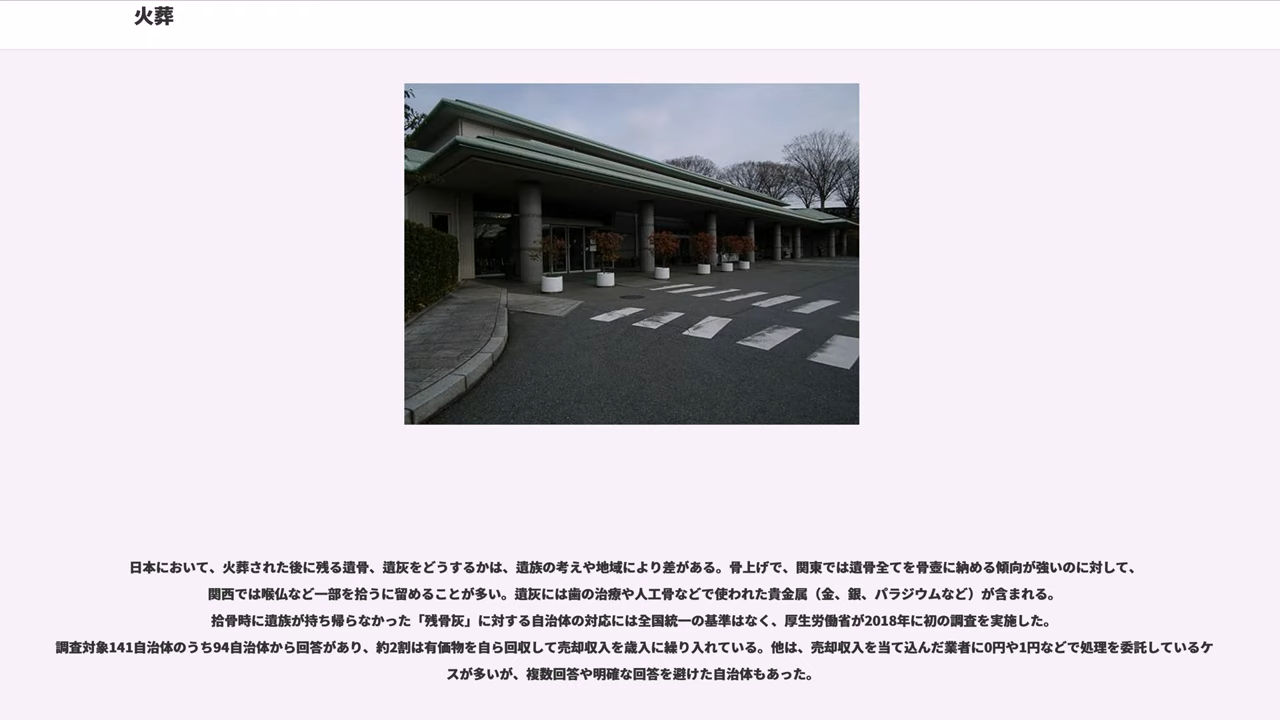 火葬
日本において、火葬された後に残る遺骨、遺灰をどうするかは、遺族の考えや地域により差がある。骨上げで、関東では遺骨全てを骨壺に納める傾向が強いのに対して、
関西では喉仏など一部を拾うに留めることが多い。遺灰には歯の治療や人工骨などで使われた貴金属（金、銀、パラジウムなど）が含まれる。
拾骨時に遺族が持ち帰らなかった「残骨灰」に対する自治体の対応には全国統一の基準はなく、厚生労働省が2018年に初の調査を実施した。
調査対象141自治体のうち94自治体から回答があり、約2割は有価物を自ら回収して売却収入を歳入に繰り入れている。他は、売却収入を当て込んだ業者に0円や1円などで処理を委託しているケ
スが多いが、複数回答や明確な回答を避けた自治体もあった。